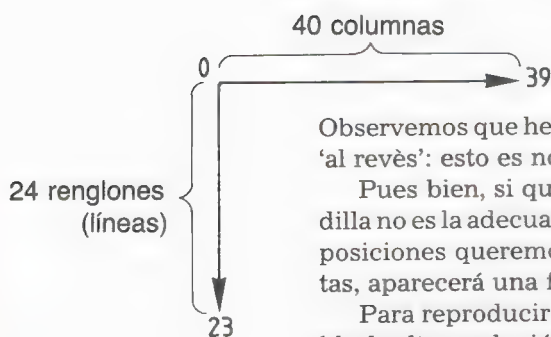 40 columnas
0
39
24 renglones
(líneas)
23
Observemos que he
'al revès': esto es no
Pues bien, si qu
dilla no es la adecua
posiciones queremo
tas, aparecerá una f
Para reproducir